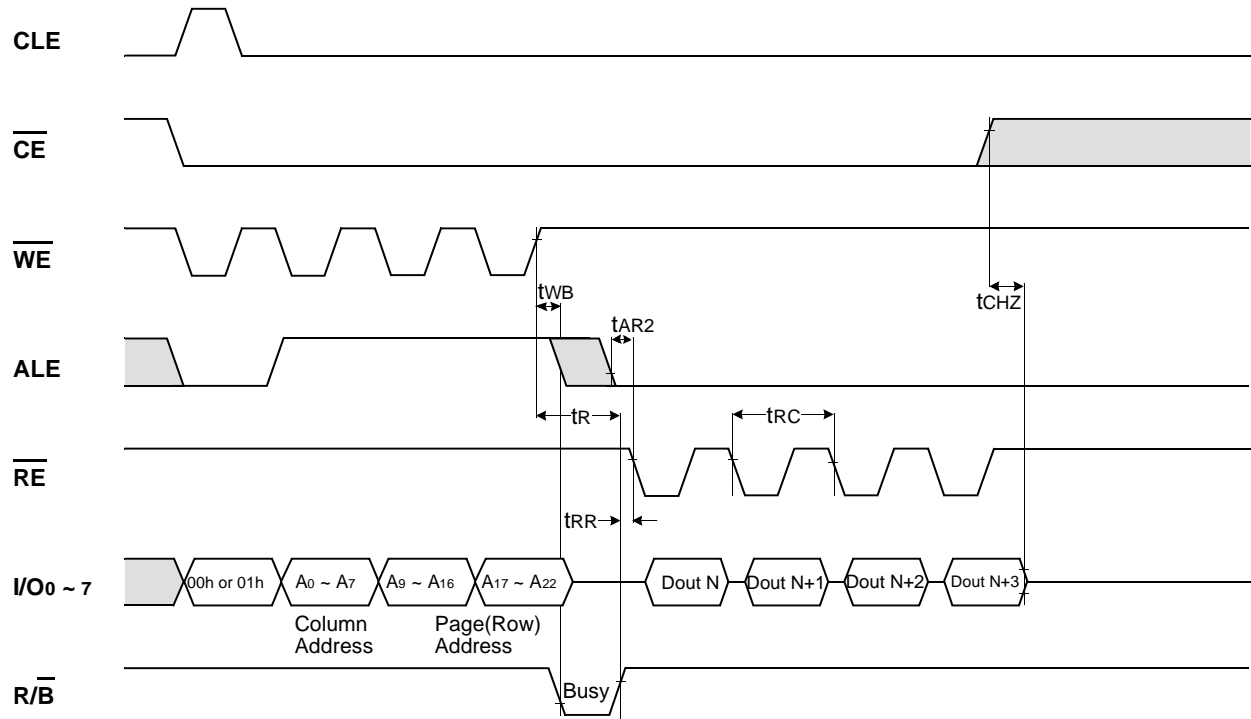 CLE
CE
WE
tWB
tCHZ
tAR2
ALE
tR
tRC
RE
tRR
I/O0 ~ 7
00h or 01h
A0 ~ A7
A9 ~ A16
A17 ~ A22
Dout N
Dout N+1
Dout N+2
Dout N+3
Column
Address
Page(Row)
Address
R/B
Busy